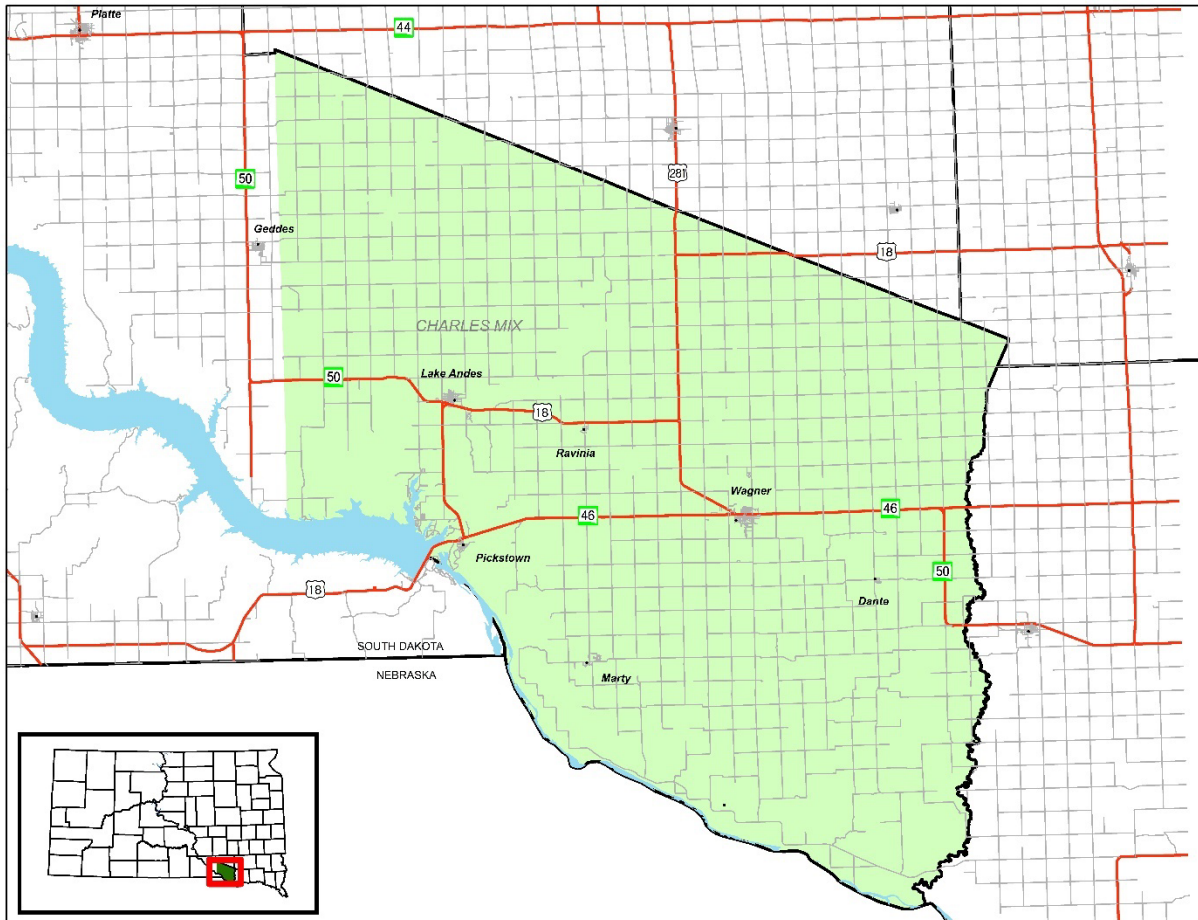 Platte
44
50
281
Geddes
18
CHARLES MIX
Lake Andes
50
18
Ravinia
Wagner
46
46
Pickstown
50
18
Dante
SOUTH DAKOTA
NEBRASKA
Marty